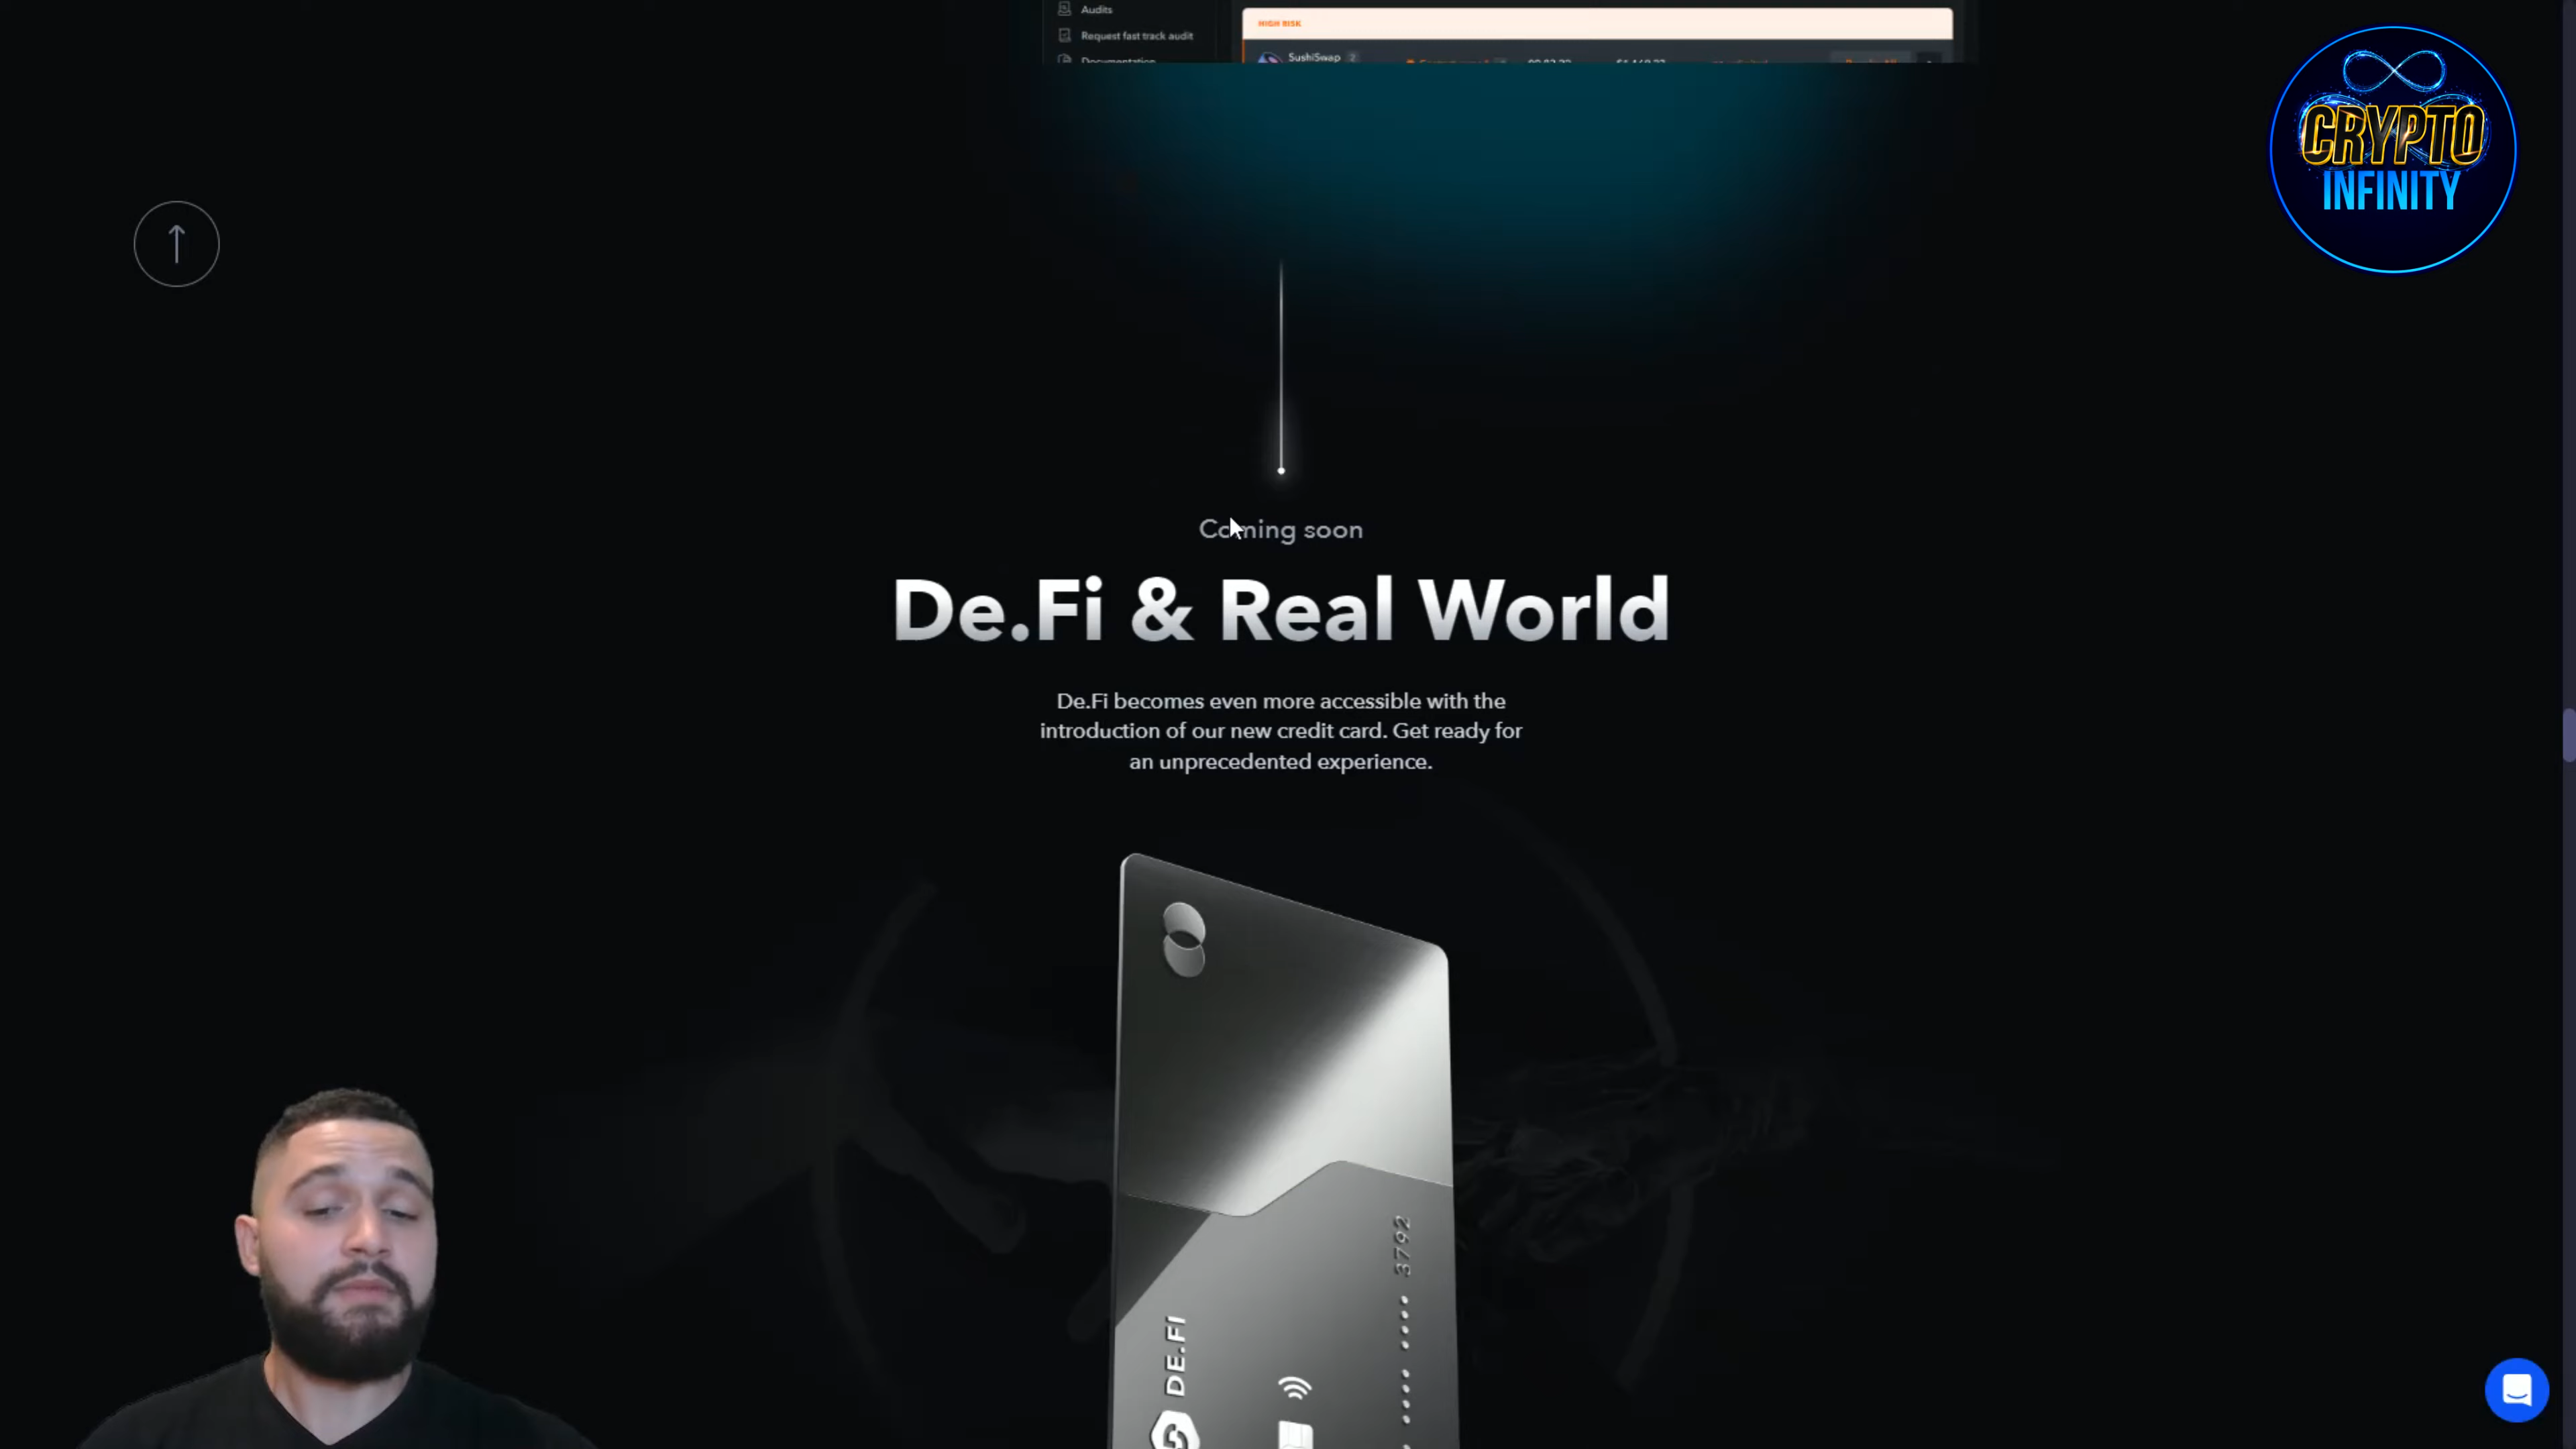 Audits
Request fast track audit
Documentation
HIGH RISK
SushiSwap 2
CRYPTO
INFINITY
Coming soon
De.Fi & Real World
De.Fi becomes even more accessible with the
introduction of our new credit card. Get ready for
an unprecedented experience.
3792
DE.FI